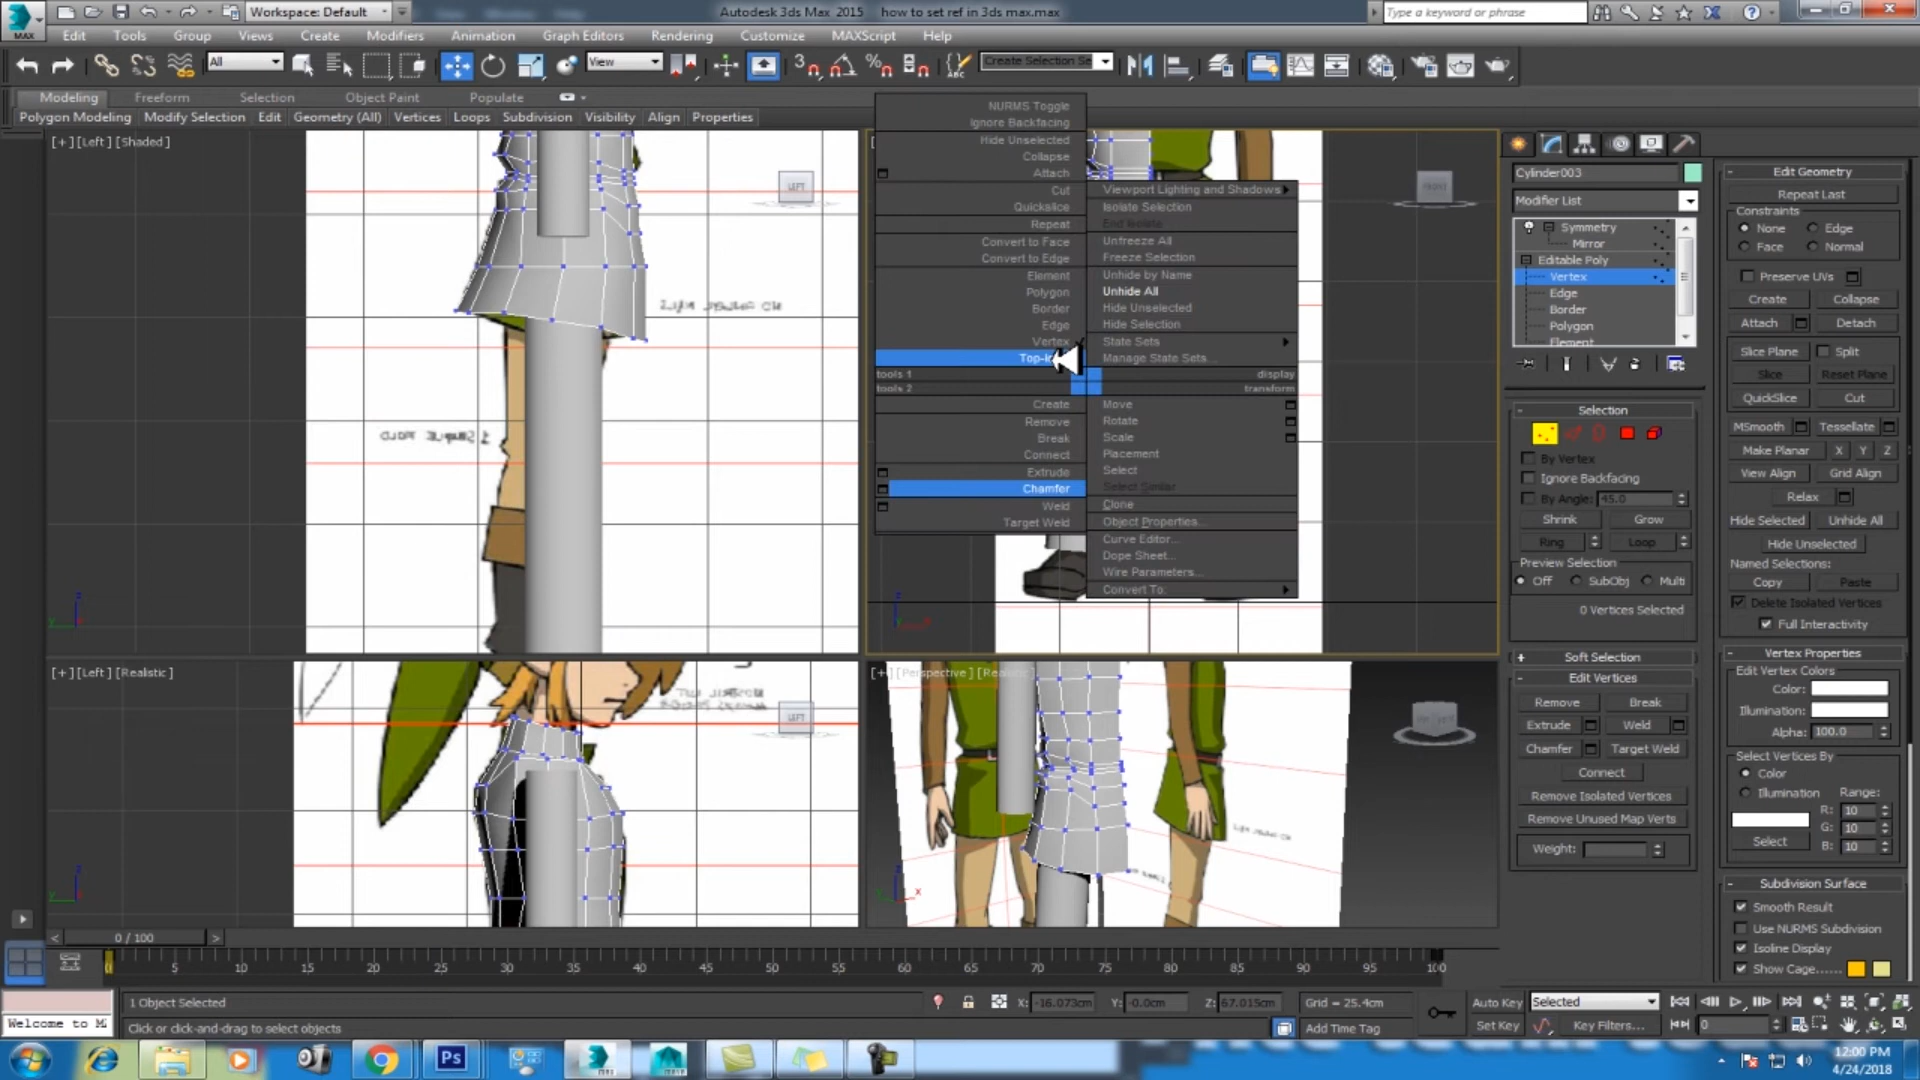 Workspace: Default
Autodesk 3ds Max 2015
how to set ref in 3ds max.max
Type a keyword or phrase
MAX
Edit
Tools
Group
Views
Create
Modifiers
Animation
Graph Editors
Rendering
Customize
MAXScript
Help
All
View
Create Selection Se
Modeling
Freeform
Selection
Object Paint
Populate
Polygon Modeling
Modify Selection
Edit
Geometry (All)
Vertices
Loops
Subdivision
Visibility
Align
Properties
[+] [Left] [Shaded]
LEFT
NURMS Toggle
Ignore Backfacing
Hide Unselected
Collapse
Attach
Cut
Quickslice
Repeat
Convert to Face
Convert to Edge
Element
Polygon
Border
Edge
Vertex
tools 1
tools 2
Create
Remove
Break
Connect
Extrude
Chamfer
Weld
Target Weld
Viewport Lighting and Shadows
Isolate Selection
End Isolate
Unfreeze All
Freeze Selection
Unhide by Name
Unhide All
Hide Unselected
Hide Selection
State Sets
Manage State Sets...
display
transform
Move
Rotate
Scale
Placement
Select
Select Similar
Clone
Object Properties...
Curve Editor...
Dope Sheet...
Wire Parameters...
Convert To:
[+] [Left] [Realistic]
LEFT
[+] [Perspective]
Cylinder003
Modifier List
Symmetry
Mirror
Editable Poly
Vertex
Edge
Border
Polygon
Element
Selection
By Vertex
Ignore Backfacing
By Angle: 45.0
Shrink
Grow
Ring
Loop
Preview Selection
Off
SubObj
Multi
0 Vertices Selected
Soft Selection
Edit Vertices
Remove
Break
Extrude
Weld
Chamfer
Target Weld
Connect
Remove Isolated Vertices
Remove Unused Map Verts
Weight:
Edit Geometry
Repeat Last
Constraints
None
Edge
Face
Normal
Preserve UVs
Create
Collapse
Attach
Detach
Slice Plane
Split
Slice
Reset Plane
QuickSlice
Cut
MSmooth
Tessellate
Make Planar
X
Y
Z
View Align
Grid Align
Relax
Hide Selected
Unhide All
Hide Unselected
Named Selections:
Copy
Paste
Delete Isolated Vertices
Full Interactivity
Vertex Properties
Edit Vertex Colors
Color:
Illumination:
Alpha: 100.0
Select Vertices By
Color
Illumination
Range:
R: 10
G: 10
B: 10
Select
Subdivision Surface
Smooth Result
Use NURMS Subdivision
Isoline Display
Show Cage......
0 / 100
5
10
15
20
25
30
35
40
45
50
55
60
65
70
75
80
85
90
95
100
1 Object Selected
X: -16.073cm
Y: -0.0cm
Z: 67.015cm
Grid = 25.4cm
Auto Key
Selected
Welcome to M
Click or click-and-drag to select objects
Add Time Tag
Set Key
Key Filters...
0
Ps
12:00 PM
4/24/2018